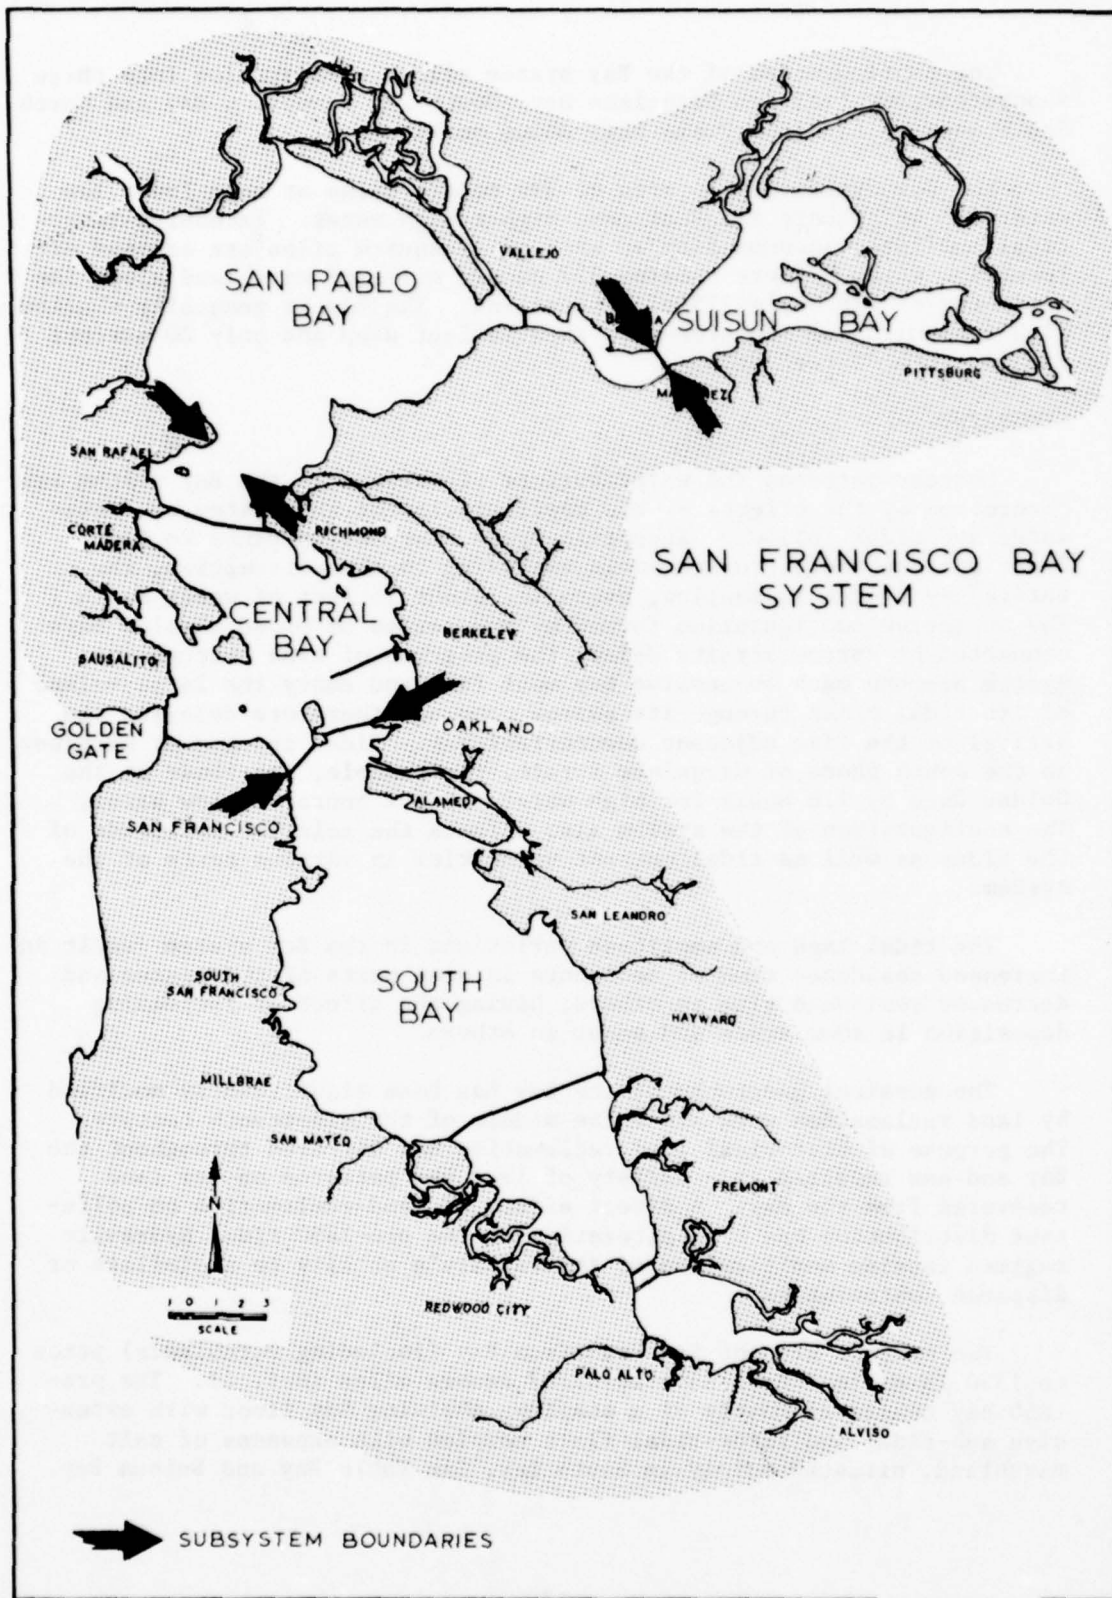 VALLEJO
SAN PABLO
BAY
SUISUN BAY
PITTSBURG
SAN RAFAEL
RICHMOND
CORTE
MADERA
SAN FRANCISCO BAY
SYSTEM
CENTRAL
BAY
BERKELEY
SAUSALITO
GOLDEN
GATE
OAKLAND
ALAMEDA
SAN FRANCISCO
SAN LEANDRO
SOUTH
SAN FRANCISCO
SOUTH
BAY
HAYWARD
MILLBRAE
SAN MATEO
FREMONT
N
1 0 1 2 3
SCALE
REDWOOD CITY
PALO ALTO
ALVISO
SUBSYSTEM BOUNDARIES